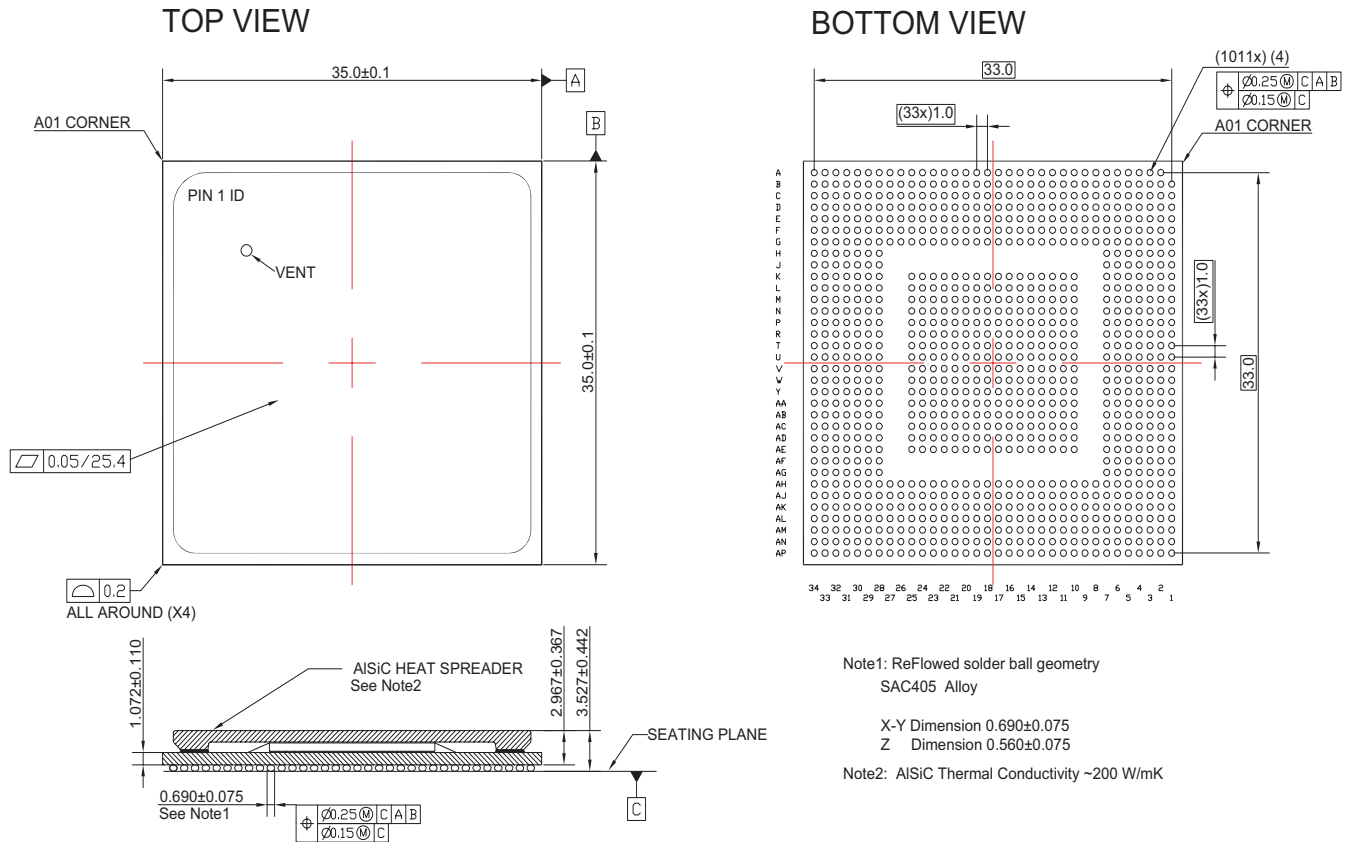 TOP VIEW
35.0±0.1
A
B
A01 CORNER
PIN 1 ID
VENT
35.0±0.1
0.05/25.4
0.2
ALL AROUND (X4)
1.072±0.110
AlSiC HEAT SPREADER
See Note2
2.967±0.367
3.527±0.442
SEATING PLANE
C
0.690±0.075
See Note1
Ø0.25 Ⓜ C A B
Ø0.15 Ⓜ C
BOTTOM VIEW
33.0
(33x)1.0
(1011x) (4)
Ø0.25 Ⓜ C A B
Ø0.15 Ⓜ C
A01 CORNER
A
B
C
D
E
F
G
H
J
K
L
M
N
P
R
T
U
V
W
Y
AA
AB
AC
AD
AE
AF
AG
AH
AJ
AK
AL
AM
AN
AP
(33x)1.0
33.0
34 32 30 28 26 24 22 20 18 16 14 12 10 8 6 4 2
33 31 29 27 25 23 21 19 17 15 13 11 9 7 5 3 1
Note1: ReFlowed solder ball geometry
SAC405 Alloy
X-Y Dimension 0.690±0.075
Z Dimension 0.560±0.075
Note2: AlSiC Thermal Conductivity ~200 W/mK